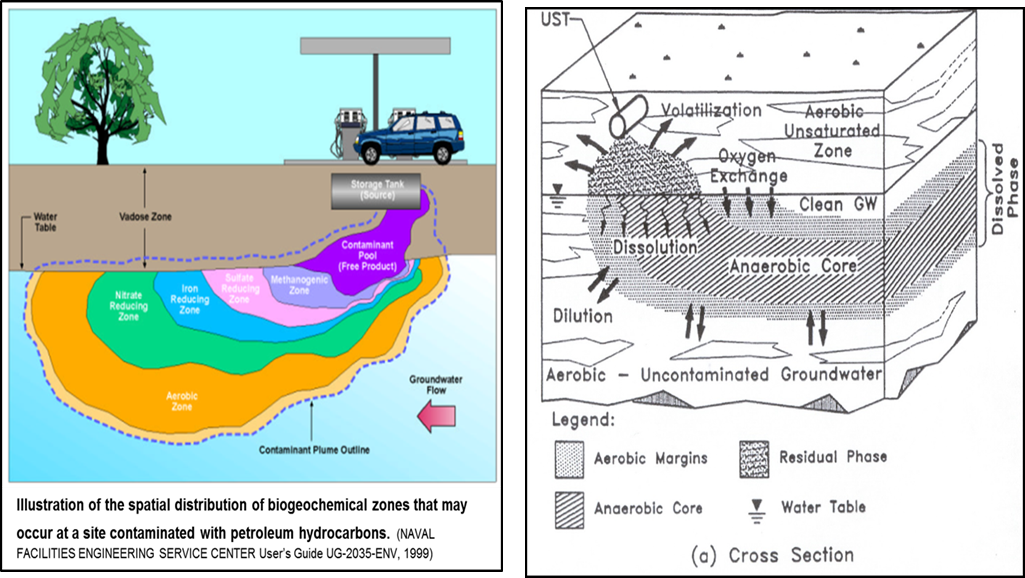 Storage Tank
(Source)
Water
Table
Vadose Zone
Contaminant
Pool
(Free Product)
Sulfate
Reducing
Zone
Methanogenic
Zone
Iron
Reducing
Zone
Nitrate
Reducing
Zone
Aerobic
Zone
Groundwater
Flow
Contaminant Plume Outline
Illustration of the spatial distribution of biogeochemical zones that may
occur at a site contaminated with petroleum hydrocarbons. (NAVAL
FACILITIES ENGINEERING SERVICE CENTER User's Guide UG-2035-ENV, 1999)
UST
Volatilization
Aerobic
Unsaturated
Zone
Oxygen
Exchange
Clean GW
Dissolved
Phase
Dissolution
Anaerobic Core
Dilution
Aerobic – Uncontaminated Groundwater
Legend:
Aerobic Margins
Residual Phase
Anaerobic Core
Water Table
(a) Cross Section